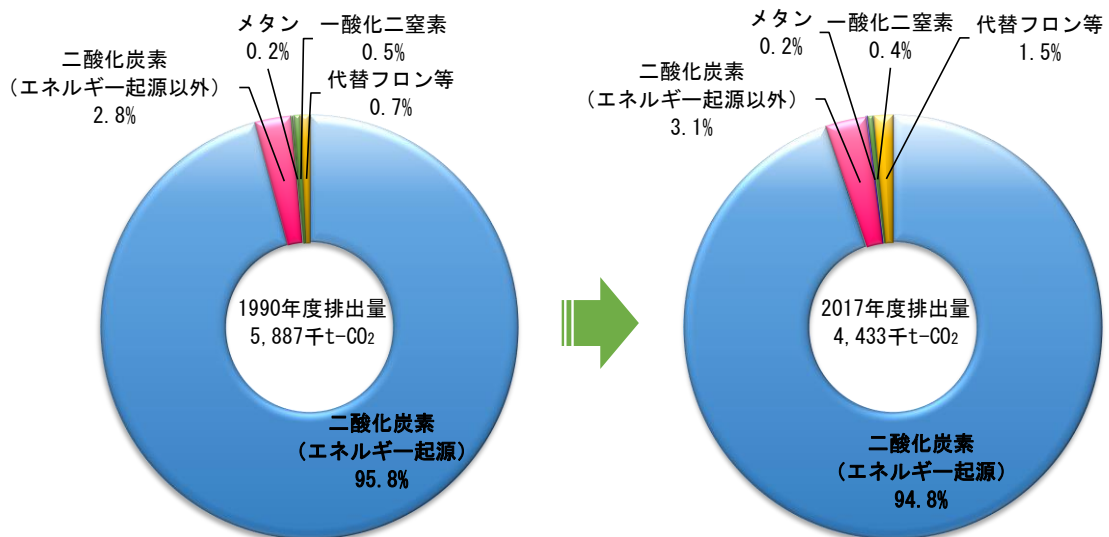 メタン
0.2%
一酸化二窒素
0.5%
二酸化炭素
（エネルギー起源以外）
2.8%
代替フロン等
0.7%
1990年度排出量
5,887千t-CO₂
二酸化炭素
（エネルギー起源）
95.8%
メタン
0.2%
一酸化二窒素
0.4%
代替フロン等
1.5%
二酸化炭素
（エネルギー起源以外）
3.1%
2017年度排出量
4,433千t-CO₂
二酸化炭素
（エネルギー起源）
94.8%